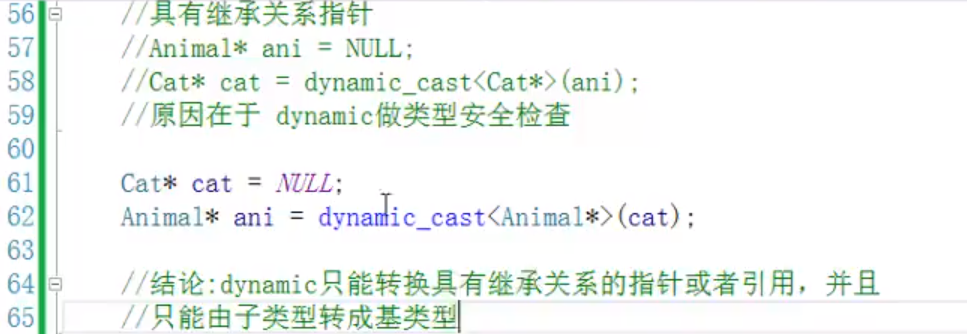 56 //具有继承关系指针
57 //Animal* ani = NULL;
58 //Cat* cat = dynamic_cast<Cat*>(ani);
59 //原因在于 dynamic做类型安全检查
60
61 Cat* cat = NULL;
62 Animal* ani = dynamic_cast<Animal*>(cat);
63
64 //结论:dynamic只能转换具有继承关系的指针或者引用，并且
65 //只能由子类型转成基类型